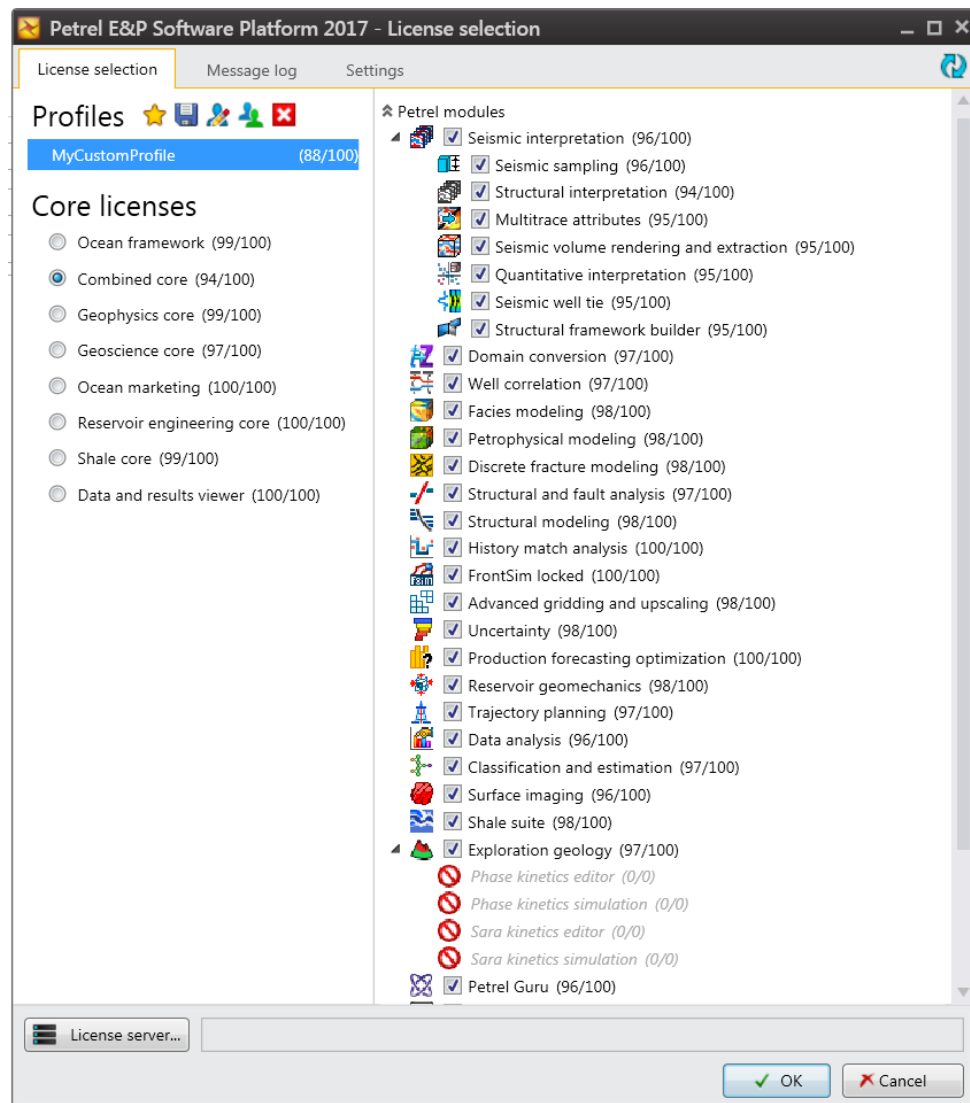 Petrel E&P Software Platform 2017 - License selection
License selection
Message log
Settings
Profiles
MyCustomProfile (88/100)
Core licenses
Ocean framework (99/100)
Combined core (94/100)
Geophysics core (99/100)
Geoscience core (97/100)
Ocean marketing (100/100)
Reservoir engineering core (100/100)
Shale core (99/100)
Data and results viewer (100/100)
Petrel modules
Seismic interpretation (96/100)
Seismic sampling (96/100)
Structural interpretation (94/100)
Multitrace attributes (95/100)
Seismic volume rendering and extraction (95/100)
Quantitative interpretation (95/100)
Seismic well tie (95/100)
Structural framework builder (95/100)
Domain conversion (97/100)
Well correlation (97/100)
Facies modeling (98/100)
Petrophysical modeling (98/100)
Discrete fracture modeling (98/100)
Structural and fault analysis (97/100)
Structural modeling (98/100)
History match analysis (100/100)
FrontSim locked (100/100)
Advanced gridding and upscaling (98/100)
Uncertainty (98/100)
Production forecasting optimization (100/100)
Reservoir geomechanics (98/100)
Trajectory planning (97/100)
Data analysis (96/100)
Classification and estimation (97/100)
Surface imaging (96/100)
Shale suite (98/100)
Exploration geology (97/100)
Phase kinetics editor (0/0)
Phase kinetics simulation (0/0)
Sara kinetics editor (0/0)
Sara kinetics simulation (0/0)
Petrel Guru (96/100)
License server...
OK
Cancel